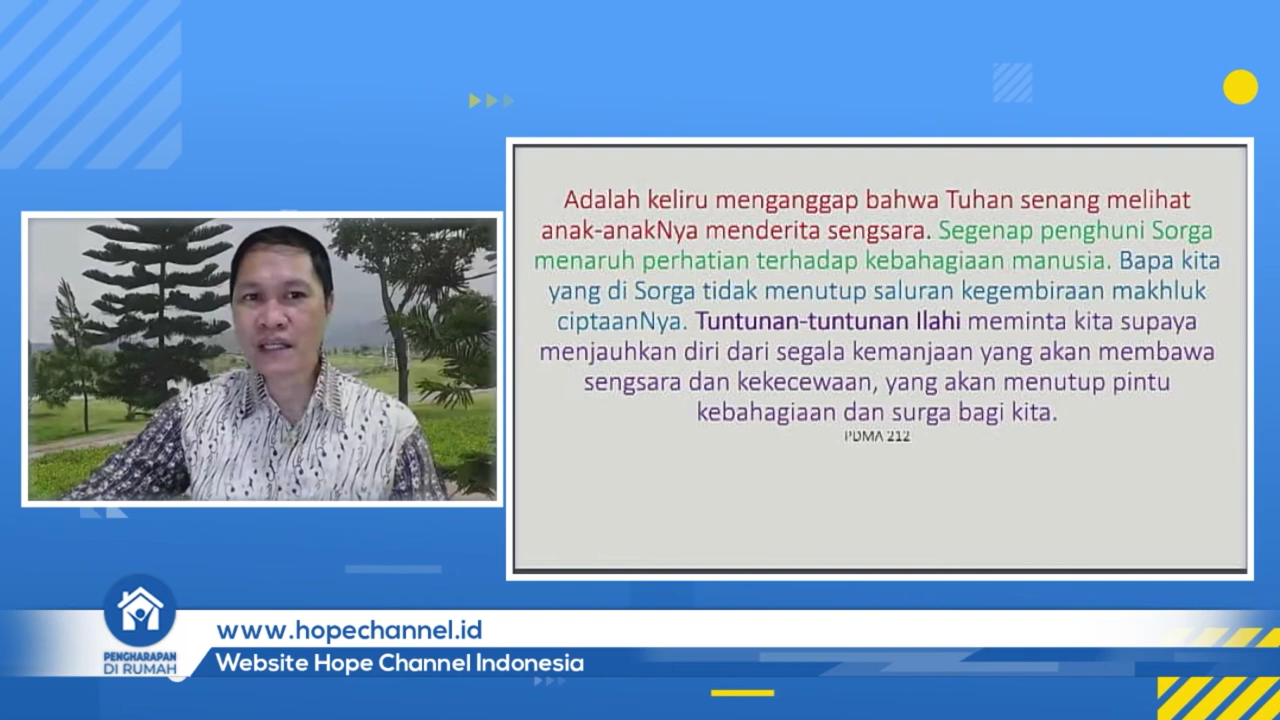 Adalah keliru menganggap bahwa Tuhan senang melihat
anak-anakNya menderita sengsara. Segenap penghuni Sorga
menaruh perhatian terhadap kebahagiaan manusia. Bapa kita
yang di Sorga tidak menutup saluran kegembiraan makhluk
ciptaanNya. Tuntunan-tuntunan Ilahi meminta kita supaya
menjauhkan diri dari segala kemanjaan yang akan membawa
sengsara dan kekecewaan, yang akan menutup pintu
kebahagiaan dan surga bagi kita.
PDMA 212
www.hopechannel.id
Website Hope Channel Indonesia
PENGHARAPAN
DI RUMAH